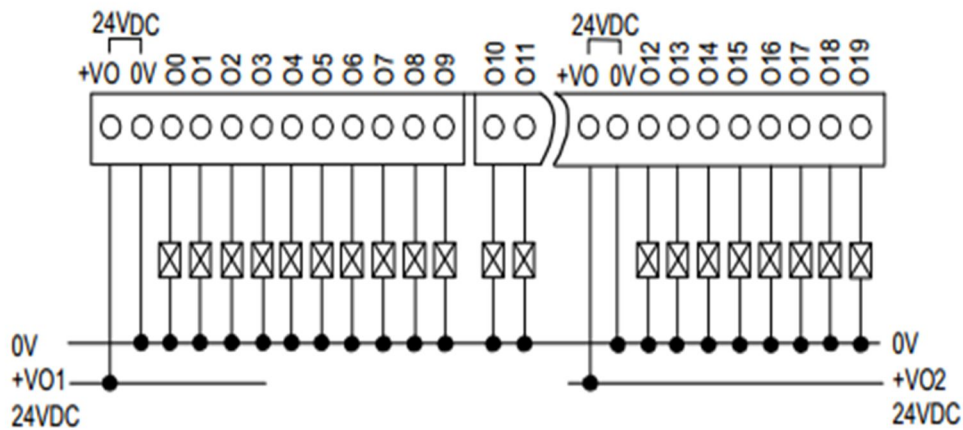 24VDC 24VDC
+VO 0V O0 O1 O2 O3 O4 O5 O6 O7 O8 O9 O10 O11 +VO 0V O12 O13 O14 O15 O16 O17 O18 O19
0V 0V
+VO1 +VO2
24VDC 24VDC